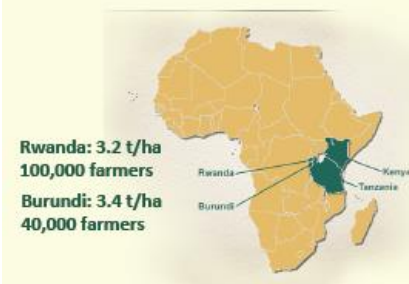 Rwanda: 3.2 t/ha
100,000 farmers
Burundi: 3.4 t/ha
40,000 farmers
Rwanda
Burundi
Kenya
Tanzania